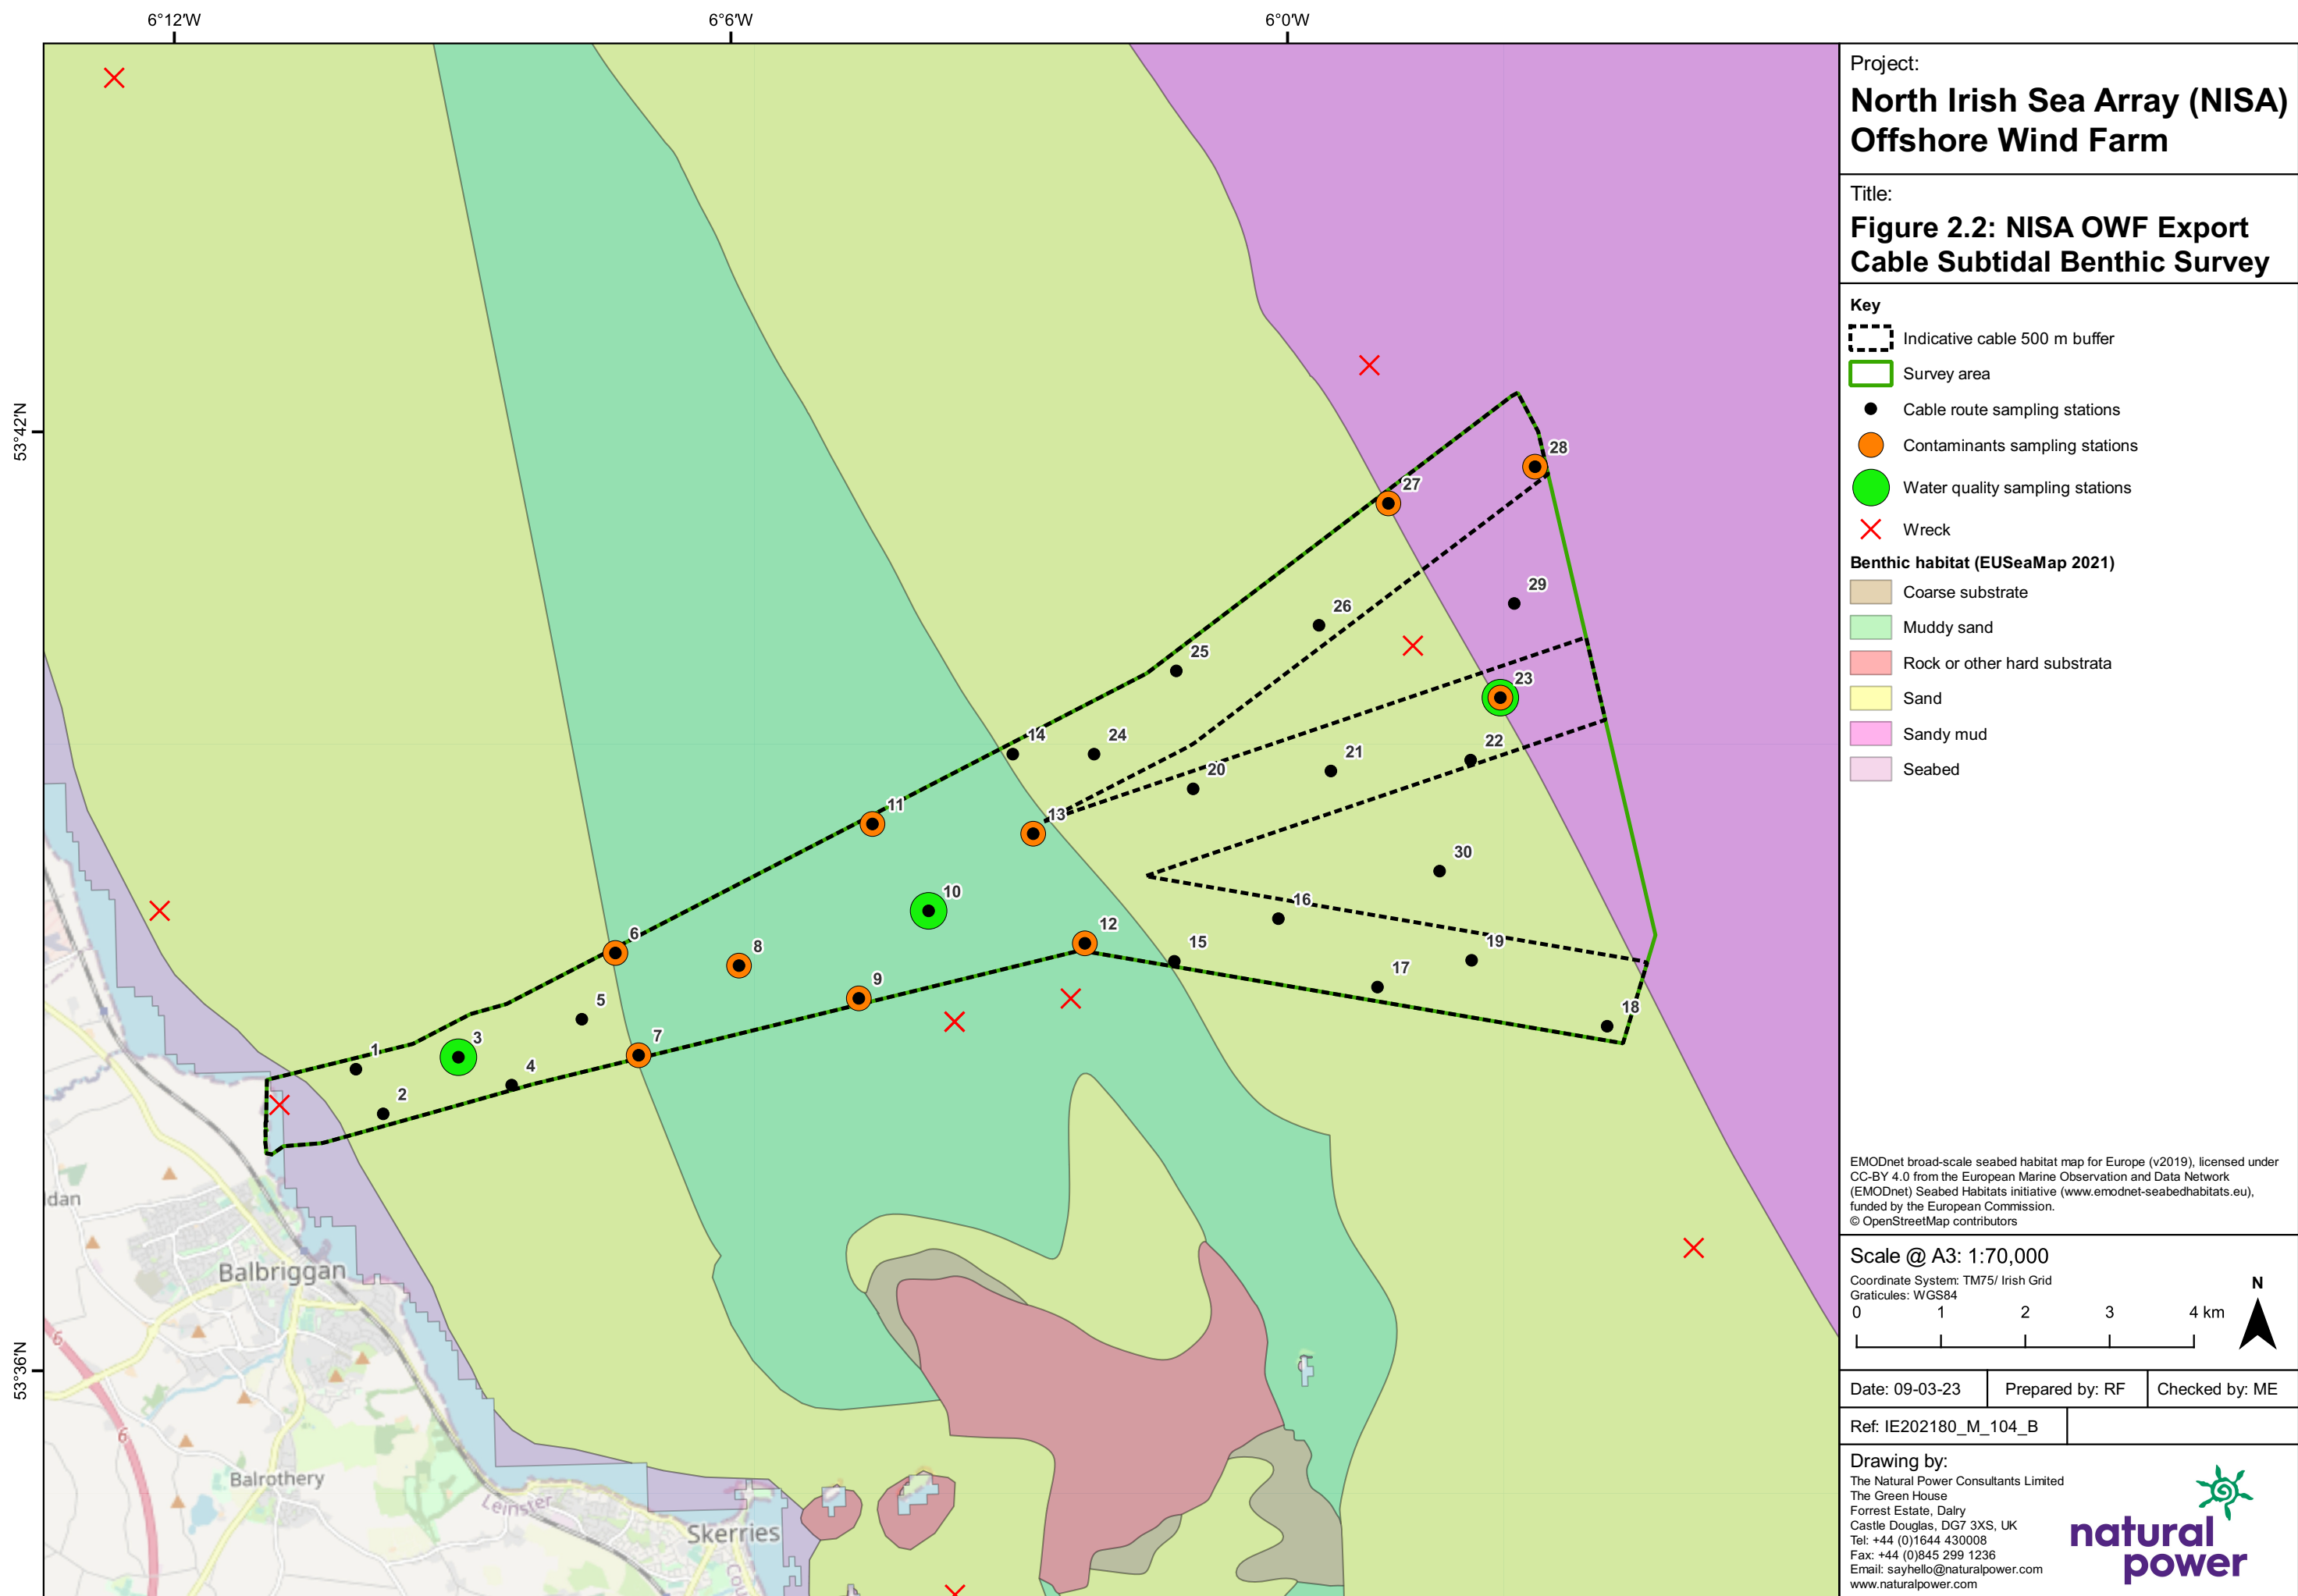 6°12'W
6°6'W
6°0'W
53°42'N
53°36'N
28
27
29
26
25
23
14
24
22
21
20
11
13
30
10
16
12
6
15
19
8
9
17
5
18
7
3
1
4
2
ldan
Balbriggan
6
6
Balrothery
Leinster
Skerries
Cou
Project:
North Irish Sea Array (NISA)
Offshore Wind Farm
Title:
Figure 2.2: NISA OWF Export
Cable Subtidal Benthic Survey
Key
Indicative cable 500 m buffer
Survey area
Cable route sampling stations
Contaminants sampling stations
Water quality sampling stations
Wreck
Benthic habitat (EUSeaMap 2021)
Coarse substrate
Muddy sand
Rock or other hard substrata
Sand
Sandy mud
Seabed
EMODnet broad-scale seabed habitat map for Europe (v2019), licensed under
CC-BY 4.0 from the European Marine Observation and Data Network
(EMODnet) Seabed Habitats initiative (www.emodnet-seabedhabitats.eu),
funded by the European Commission.
© OpenStreetMap contributors
Scale @ A3: 1:70,000
Coordinate System: TM75/ Irish Grid
Graticules: WGS84
N
0 1 2 3 4 km
Date: 09-03-23 Prepared by: RF Checked by: ME
Ref: IE202180_M_104_B
Drawing by:
The Natural Power Consultants Limited
The Green House
Forrest Estate, Dalry
Castle Douglas, DG7 3XS, UK
Tel: +44 (0)1644 430008
Fax: +44 (0)845 299 1236
Email: sayhello@naturalpower.com
www.naturalpower.com
natural
power